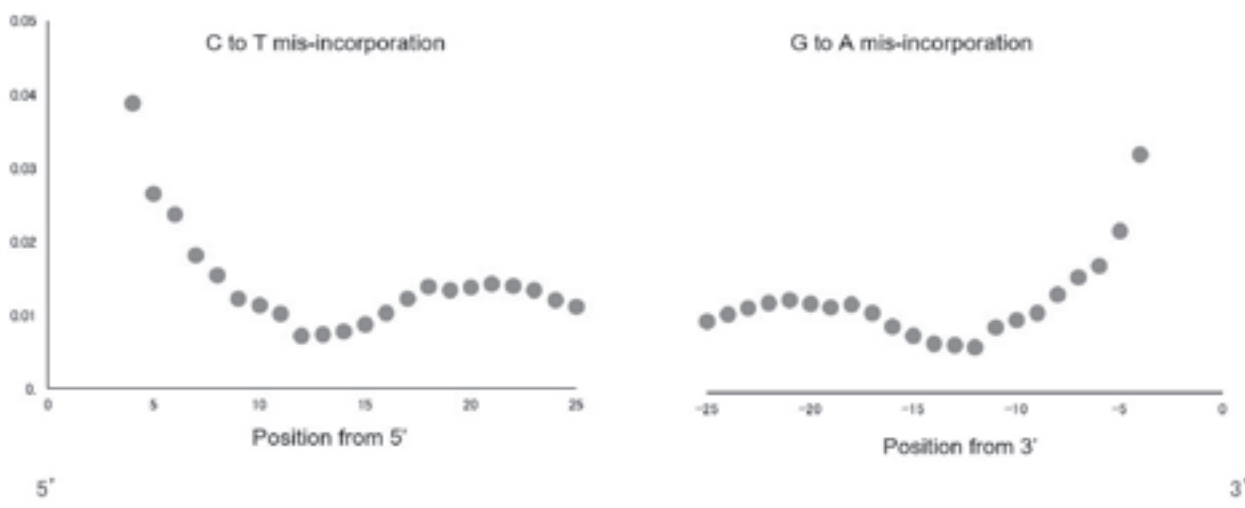 C to T mis-incorporation
G to A mis-incorporation
0.05
0.04
0.03
0.02
0.01
0.
0 5 10 15 20 25
-25 -20 -15 -10 -5 0
Position from 5'
Position from 3'
5'
3'